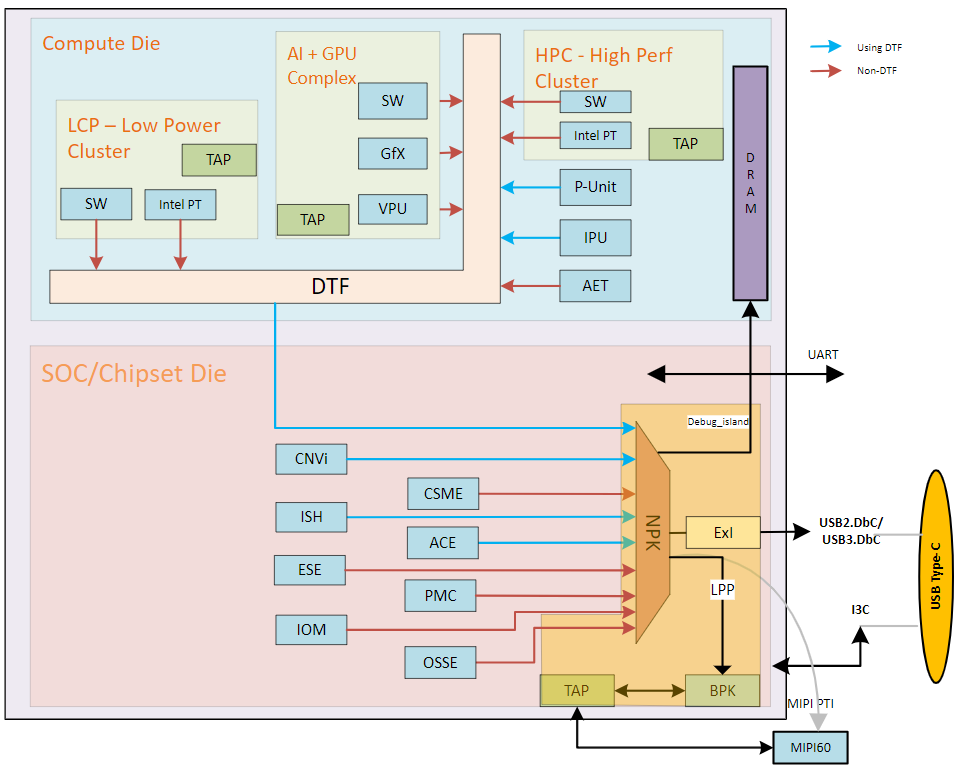 Compute Die
AI + GPU
Complex
HPC - High Perf
Cluster
Using DTF
Non-DTF
SW
SW
LCP – Low Power
Cluster
TAP
GfX
Intel PT
TAP
D
R
A
M
P-Unit
SW
Intel PT
TAP
VPU
IPU
DTF
AET
SOC/Chipset Die
UART
Debug_island
CNVi
CSME
ISH
NPK
ExI
USB2.DbC/
USB3.DbC
ACE
ESE
USB Type-C
PMC
LPP
I3C
IOM
OSSE
TAP
BPK
MIPI PTI
MIPI60